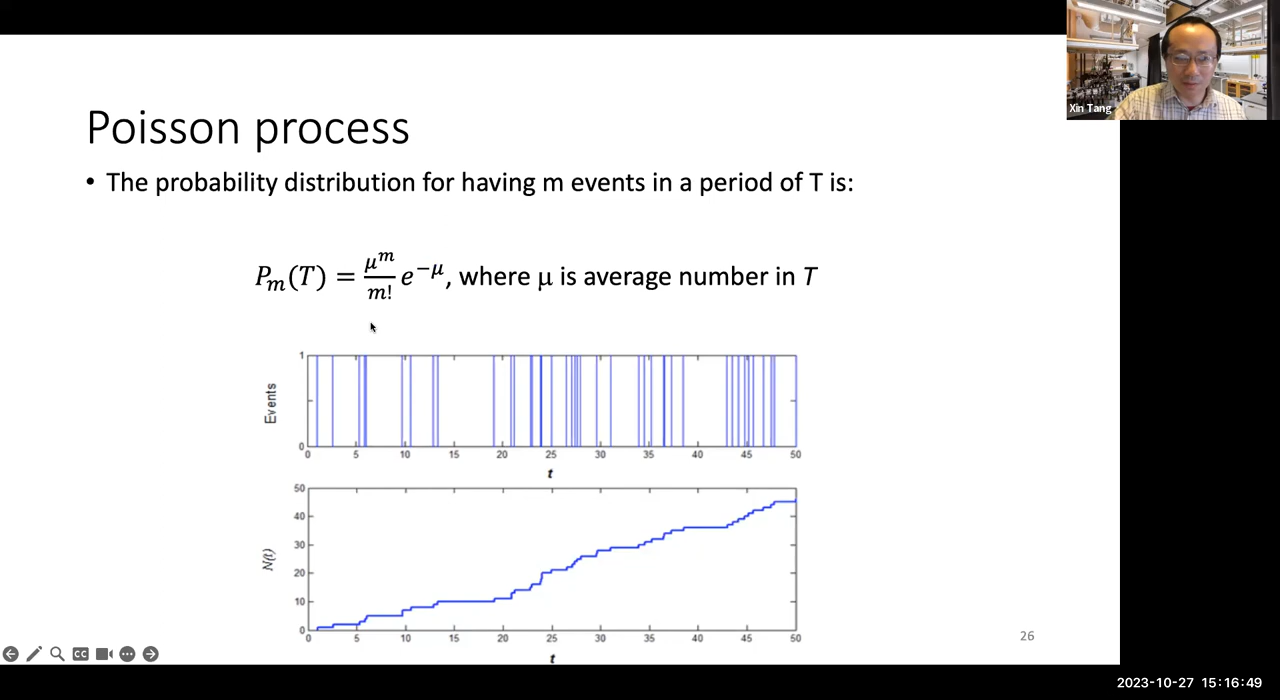 Xin Tang
Poisson process
• The probability distribution for having m events in a period of T is:
Pₘ(T) = μᵐ/m! e⁻μ, where μ is average number in T
1
Events
0
0 5 10 15 20 25 30 35 40 45 50
t
50
40
30
N(t)
20
10
0
0 5 10 15 20 25 30 35 40 45 50
t
26
CC
2023-10-27 15:16:49